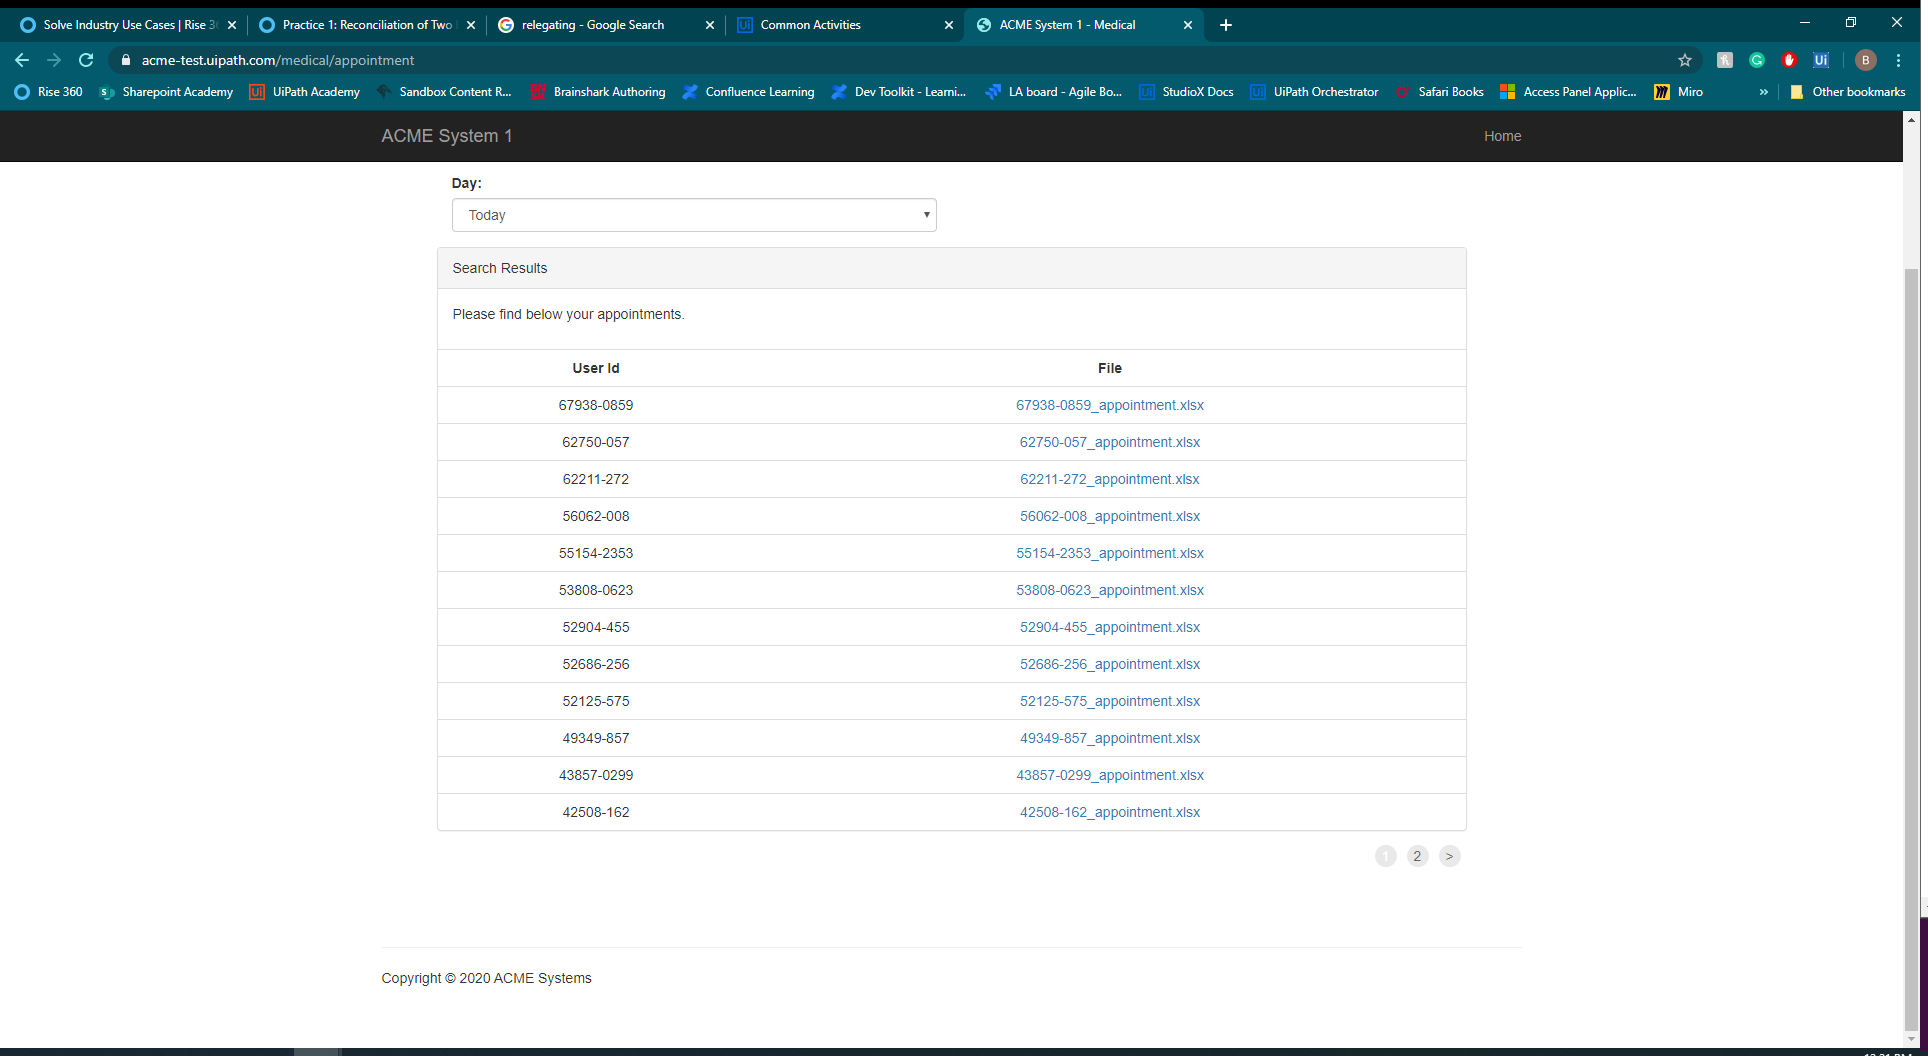 Solve Industry Use Cases | Rise 3
Practice 1: Reconciliation of Two
relegating - Google Search
Ui Common Activities
ACME System 1 - Medical
acme-test.uipath.com/medical/appointment
Ui
B
Rise 360
Sharepoint Academy
Ui UiPath Academy
Sandbox Content R...
Brainshark Authoring
Confluence Learning
Dev Toolkit - Learni...
LA board - Agile Bo...
Ui StudioX Docs
Ui UiPath Orchestrator
Safari Books
Access Panel Applic...
Miro
»
Other bookmarks
ACME System 1
Home
Day:
Today
Search Results
Please find below your appointments.
User Id File
67938-0859 67938-0859_appointment.xlsx
62750-057 62750-057_appointment.xlsx
62211-272 62211-272_appointment.xlsx
56062-008 56062-008_appointment.xlsx
55154-2353 55154-2353_appointment.xlsx
53808-0623 53808-0623_appointment.xlsx
52904-455 52904-455_appointment.xlsx
52686-256 52686-256_appointment.xlsx
52125-575 52125-575_appointment.xlsx
49349-857 49349-857_appointment.xlsx
43857-0299 43857-0299_appointment.xlsx
42508-162 42508-162_appointment.xlsx
1 2 >
Copyright © 2020 ACME Systems